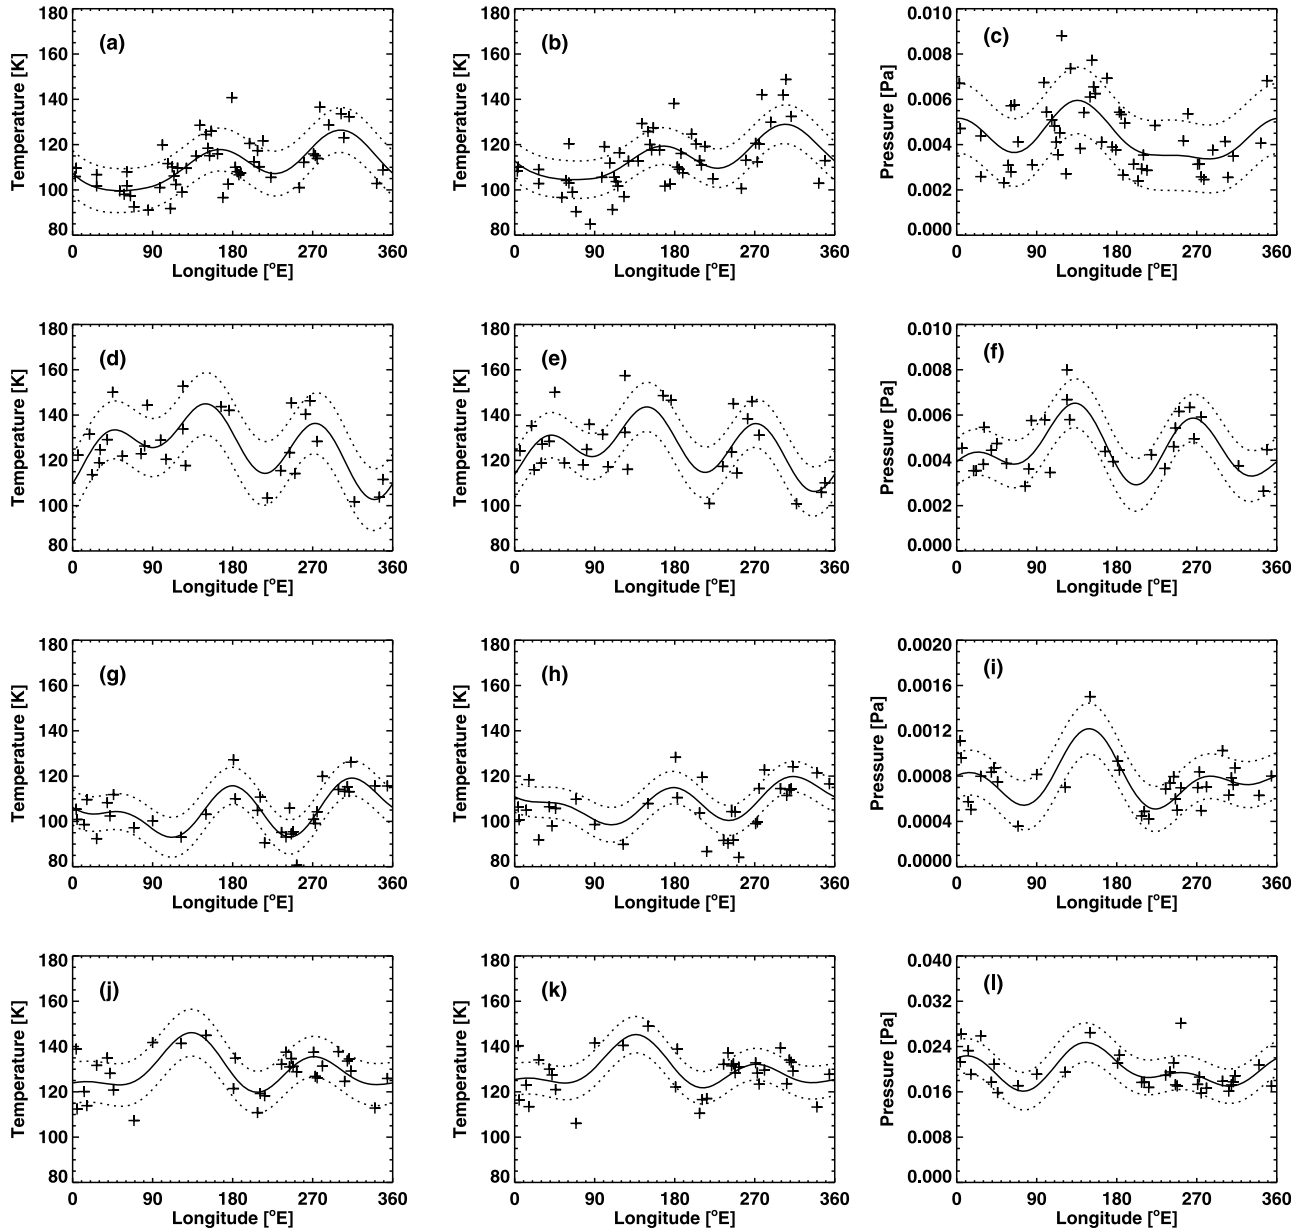 (a)
Temperature [K]
180
160
140
120
100
80
0 90 180 270 360
Longitude [°E]
(b)
Temperature [K]
180
160
140
120
100
80
0 90 180 270 360
Longitude [°E]
(c)
Pressure [Pa]
0.010
0.008
0.006
0.004
0.002
0.000
0 90 180 270 360
Longitude [°E]
(d)
Temperature [K]
180
160
140
120
100
80
0 90 180 270 360
Longitude [°E]
(e)
Temperature [K]
180
160
140
120
100
80
0 90 180 270 360
Longitude [°E]
(f)
Pressure [Pa]
0.010
0.008
0.006
0.004
0.002
0.000
0 90 180 270 360
Longitude [°E]
(g)
Temperature [K]
180
160
140
120
100
80
0 90 180 270 360
Longitude [°E]
(h)
Temperature [K]
180
160
140
120
100
80
0 90 180 270 360
Longitude [°E]
(i)
Pressure [Pa]
0.0020
0.0016
0.0012
0.0008
0.0004
0.0000
0 90 180 270 360
Longitude [°E]
(j)
Temperature [K]
180
160
140
120
100
80
0 90 180 270 360
Longitude [°E]
(k)
Temperature [K]
180
160
140
120
100
80
0 90 180 270 360
Longitude [°E]
(l)
Pressure [Pa]
0.040
0.032
0.024
0.016
0.008
0.000
0 90 180 270 360
Longitude [°E]